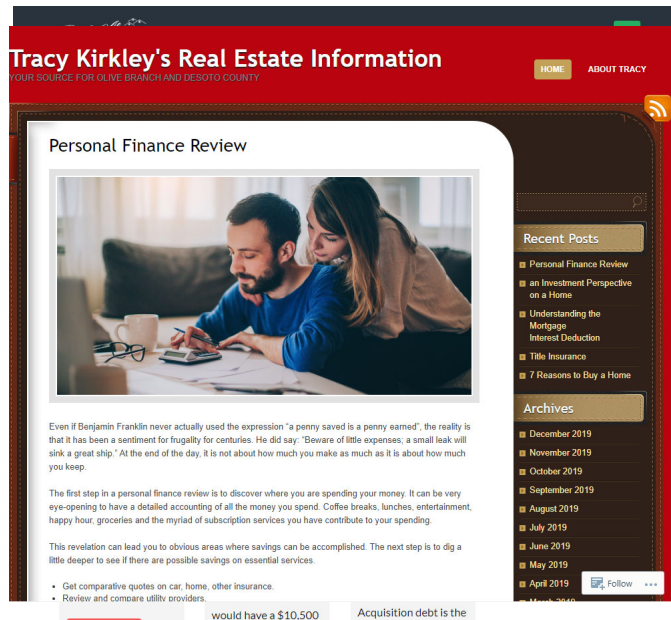 Tracy Kirkley's Real Estate Information
YOUR SOURCE FOR OLIVE BRANCH AND DESOTO COUNTY
HOME
ABOUT TRACY
Personal Finance Review
Even if Benjamin Franklin never actually used the expression “a penny saved is a penny earned”, the reality is
that it has been a sentiment for frugality for centuries. He did say: “Beware of little expenses; a small leak will
sink a great ship.” At the end of the day, it is not about how much you make as much as it is about how much
you keep.
The first step in a personal finance review is to discover where you are spending your money. It can be very
eye-opening to have a detailed accounting of all the money you spend. Coffee breaks, lunches, entertainment,
happy hour, groceries and the myriad of subscription services you have contribute to your spending.
This revelation can lead you to obvious areas where savings can be accomplished. The next step is to dig a
little deeper to see if there are possible savings on essential services.
Get comparative quotes on car, home, other insurance.
Review and compare utility providers.
Recent Posts
Personal Finance Review
an Investment Perspective
on a Home
Understanding the
Mortgage
Interest Deduction
Title Insurance
7 Reasons to Buy a Home
Archives
December 2019
November 2019
October 2019
September 2019
August 2019
July 2019
June 2019
May 2019
April 2019
March 2019
Follow
would have a $10,500
Acquisition debt is the